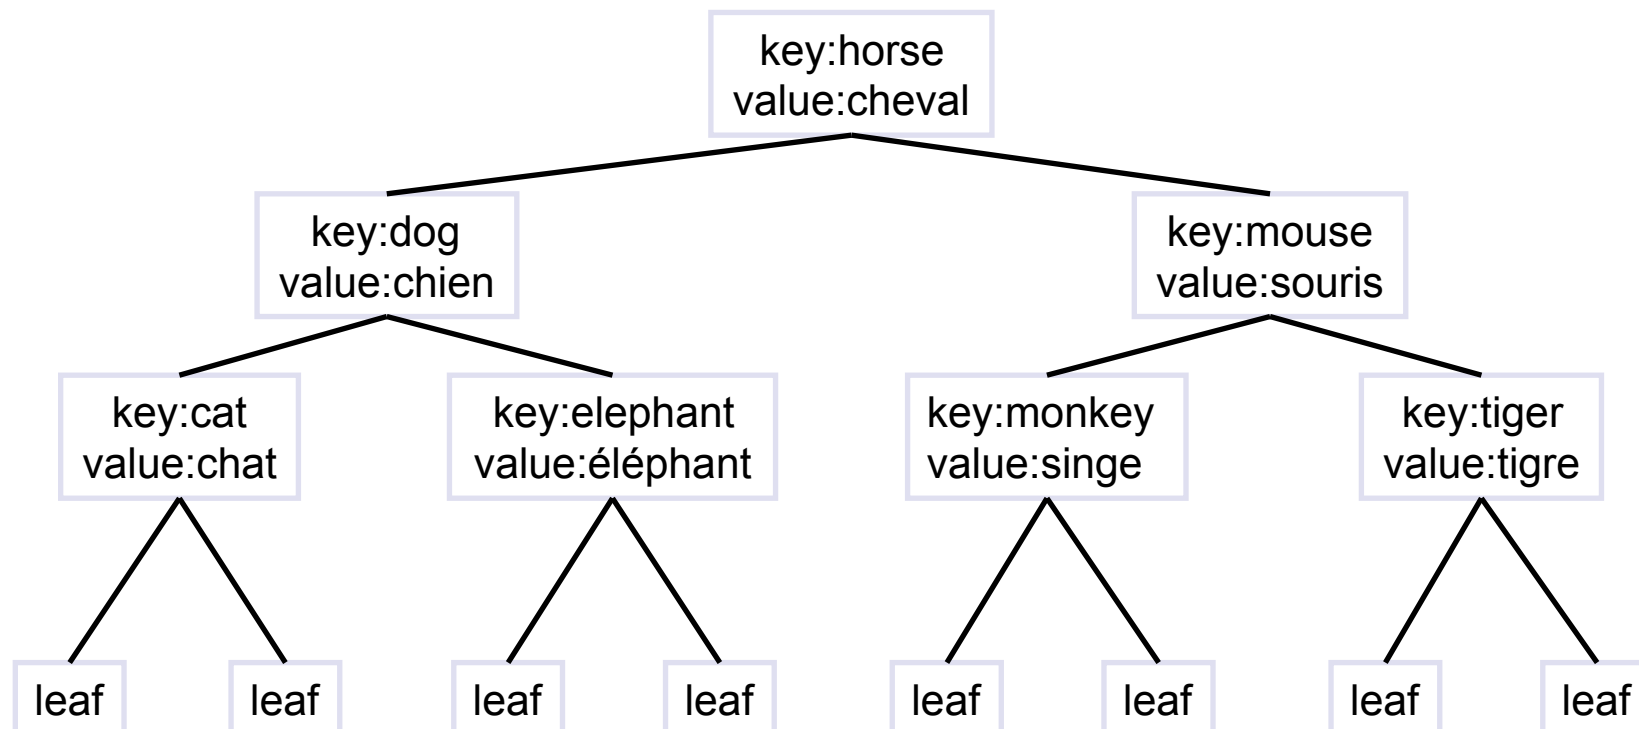 key:horse
value:cheval
key:dog
value:chien
key:mouse
value:souris
key:cat
value:chat
key:elephant
value:éléphant
key:monkey
value:singe
key:tiger
value:tigre
leaf
leaf
leaf
leaf
leaf
leaf
leaf
leaf